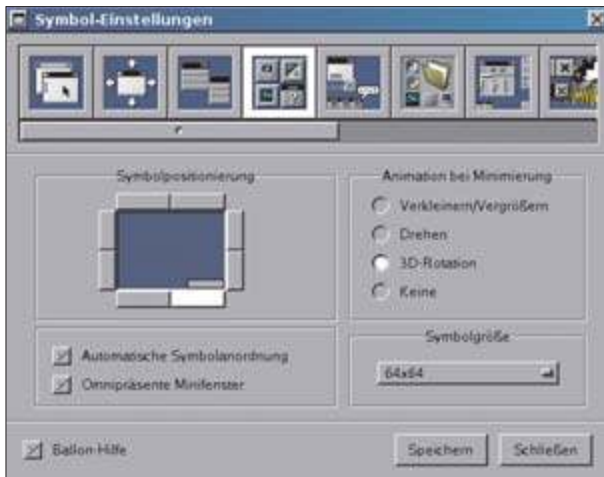 Symbol-Einstellungen
Symbolpositionierung
Animation bei Minimierung
Verkleinern/Vergrößern
Drehen
3D-Rotation
Keine
Automatische Symbolanordnung
Omnipräsente Minifenster
Symbolgröße
64x64
Ballon-Hilfe
Speichern
Schließen